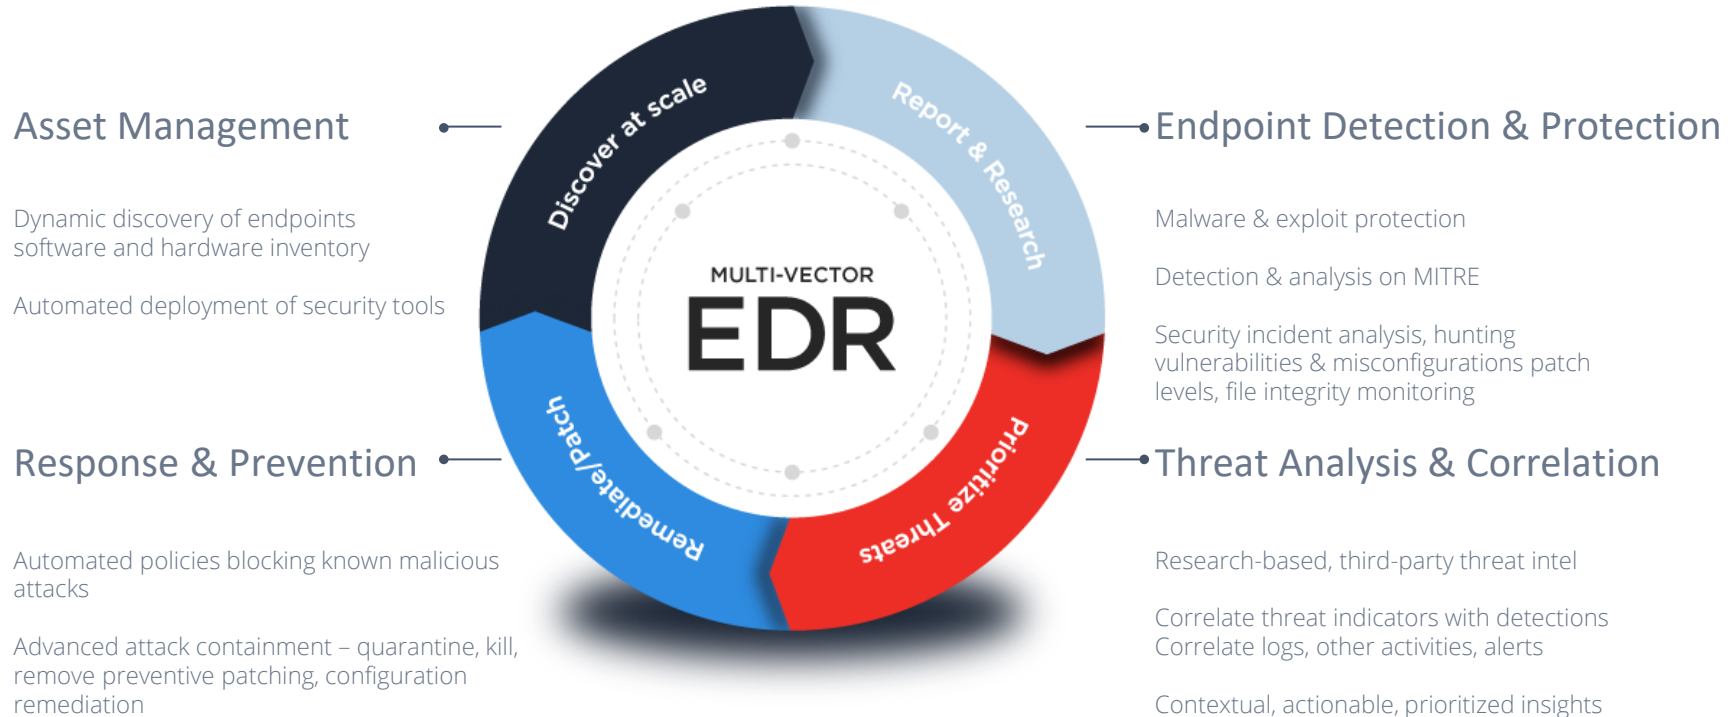 Asset Management
Dynamic discovery of endpoints
software and hardware inventory
Automated deployment of security tools
Response & Prevention
Automated policies blocking known malicious
attacks
Advanced attack containment – quarantine, kill,
remove preventive patching, configuration
remediation
Discover at scale
Report & Research
Prioritize Threats
Remediate/Patch
MULTI-VECTOR
EDR
Endpoint Detection & Protection
Malware & exploit protection
Detection & analysis on MITRE
Security incident analysis, hunting
vulnerabilities & misconfigurations patch
levels, file integrity monitoring
Threat Analysis & Correlation
Research-based, third-party threat intel
Correlate threat indicators with detections
Correlate logs, other activities, alerts
Contextual, actionable, prioritized insights